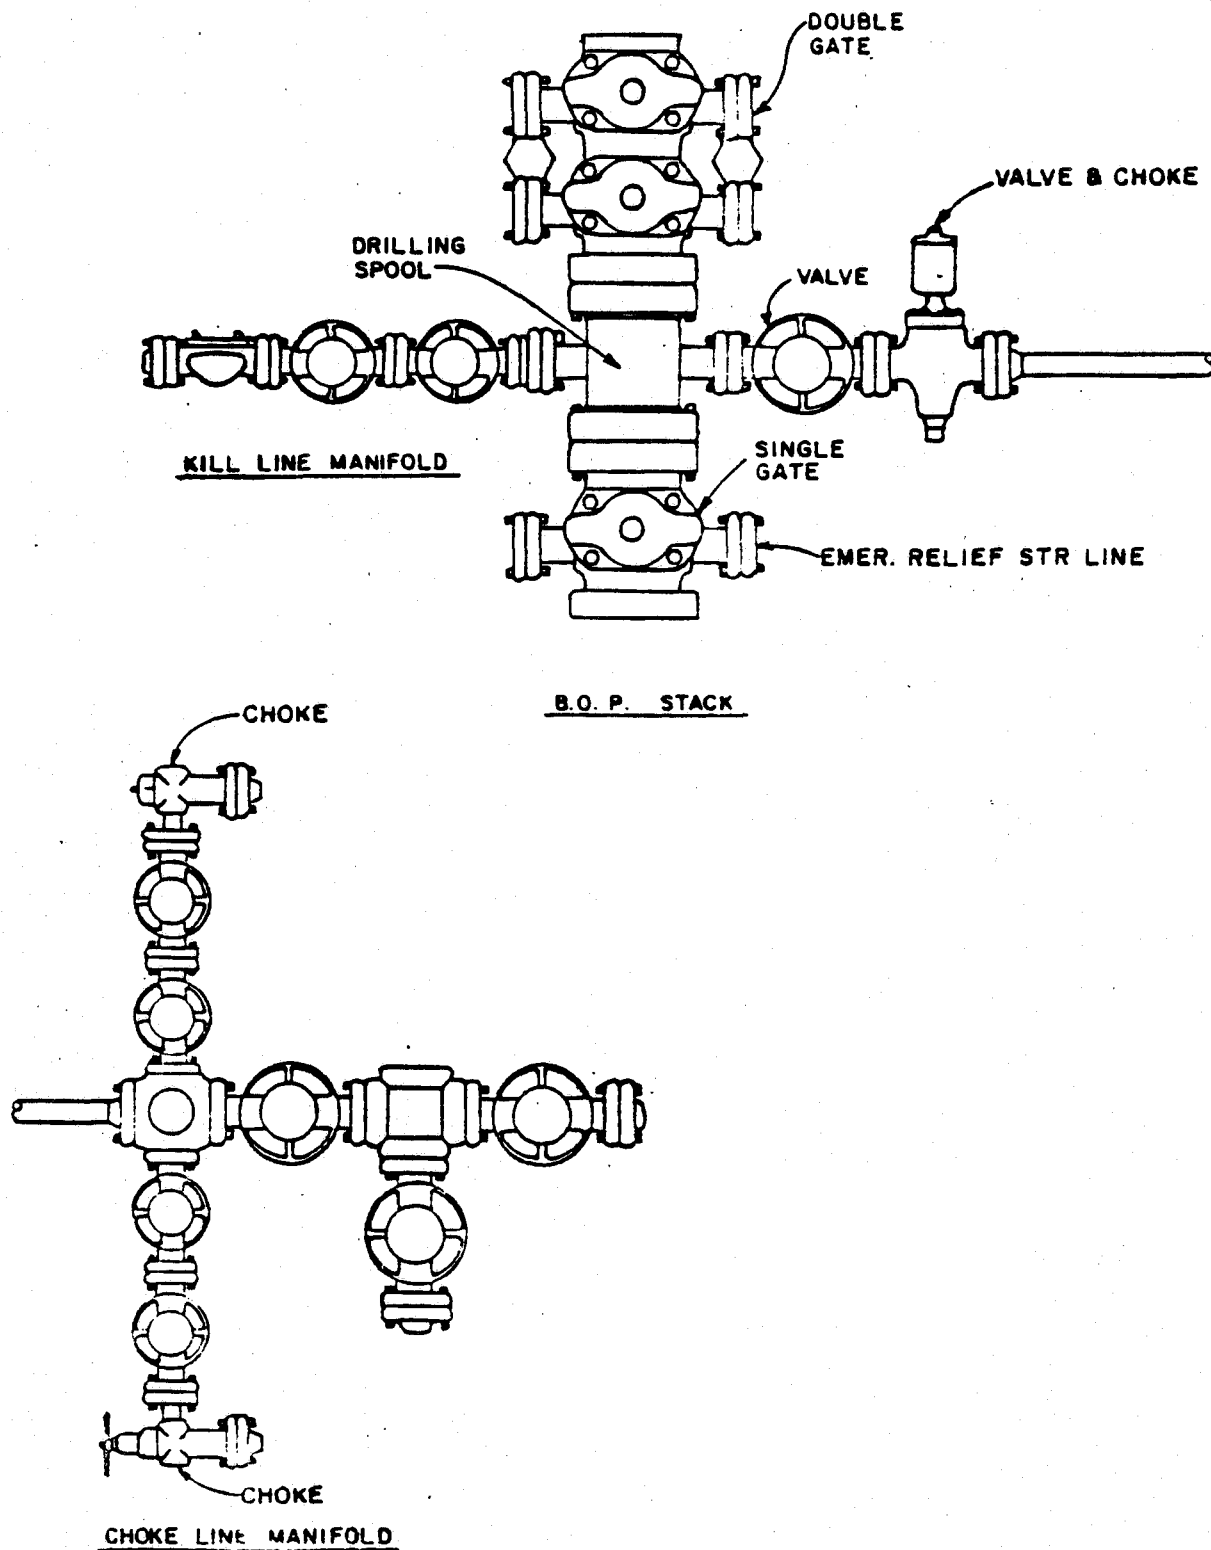 DOUBLE
GATE
VALVE & CHOKE
DRILLING
SPOOL
VALVE
KILL LINE MANIFOLD
SINGLE
GATE
EMER. RELIEF STR LINE
B.O.P. STACK
CHOKE
CHOKE
CHOKE LINE MANIFOLD